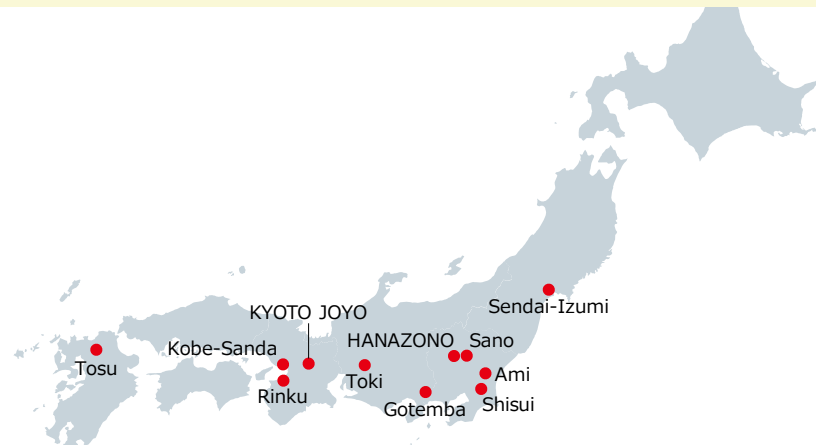 Sendai-Izumi
KYOTO JOYO
HANAZONO
Sano
Kobe-Sanda
Tosu
Toki
Ami
Rinku
Gotemba
Shisui